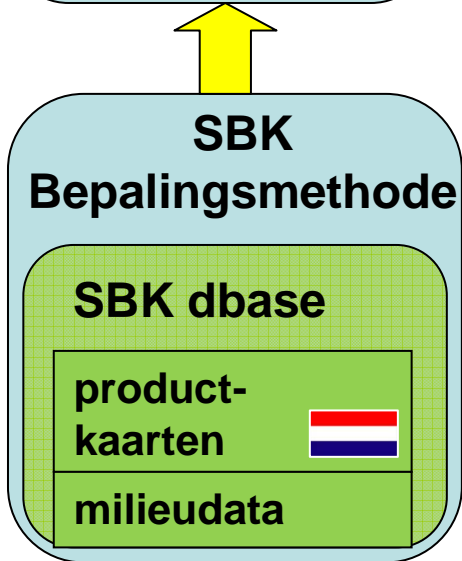 SBK
Bepalingsmethode
SBK dbase
product-
kaarten
milieudata